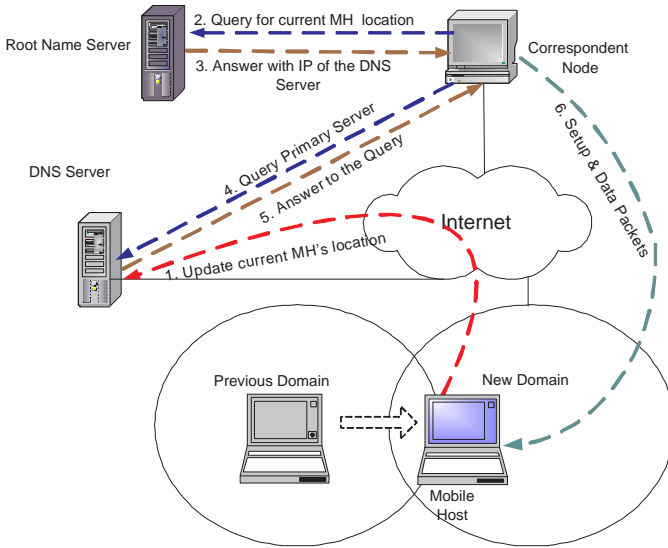 2. Query for current MH location
Root Name Server
3. Answer with IP of the DNS
Server
Correspondent
Node
6. Setup & Data Packets
4. Query Primary Server
5. Answer to the Query
DNS Server
Internet
1. Update current MH's location
Previous Domain
New Domain
Mobile
Host